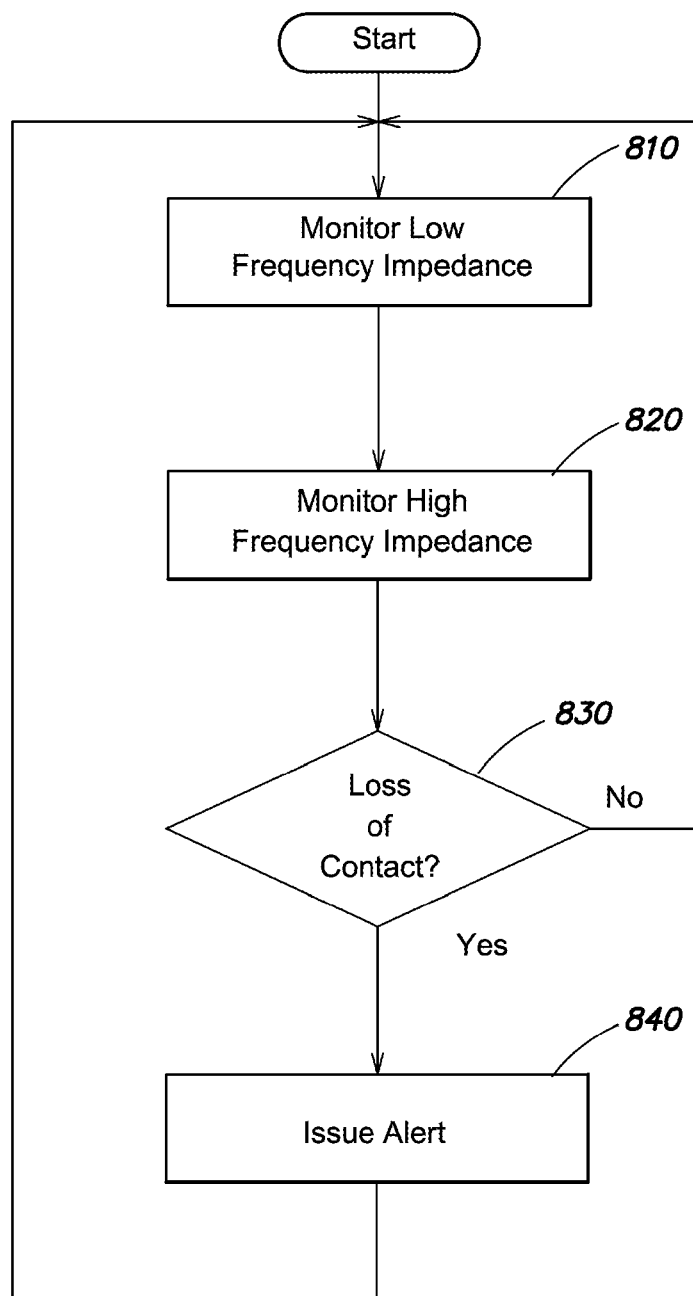 Start
810
Monitor Low
Frequency Impedance
820
Monitor High
Frequency Impedance
830
Loss
of
Contact?
No
Yes
840
Issue Alert